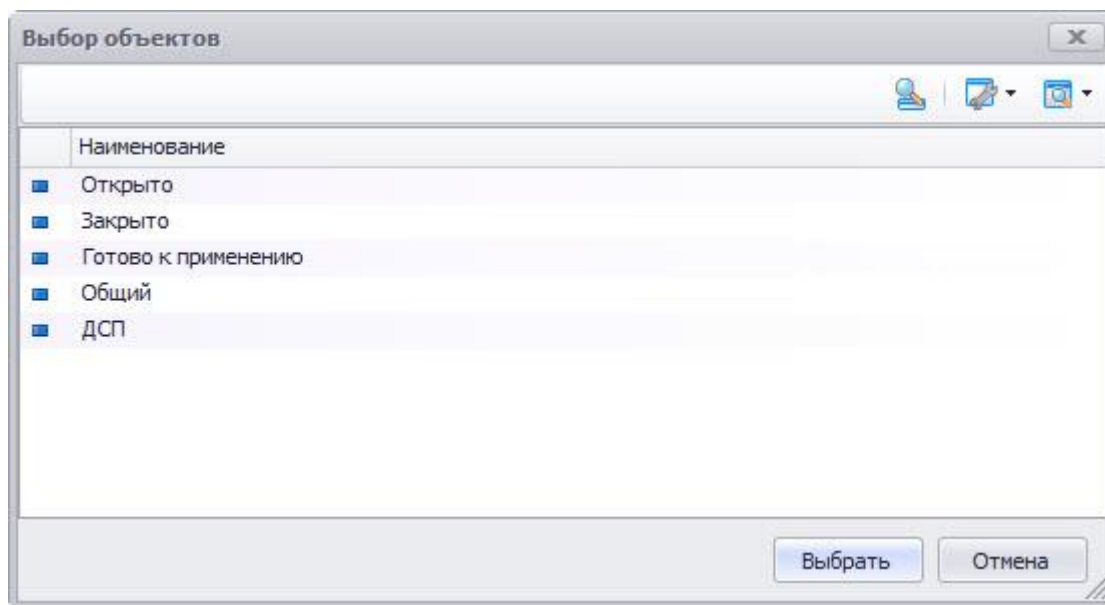 Выбор объектов
Наименование
Открыто
Закрыто
Готово к применению
Общий
ДСП
Выбрать Отмена